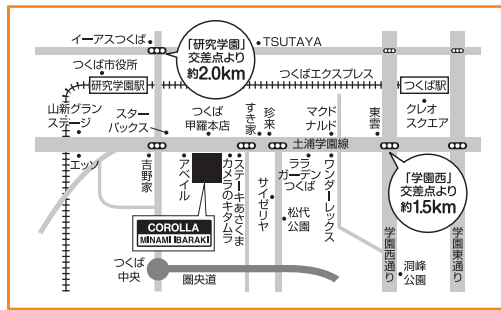 イーアスつくば
「研究学園」
交差点より
約2.0km
TSUTAYA
つくば市役所
研究学園駅
つくばエクスプレス
つくば駅
山新グラン
ステージ
スター
バックス
つくば
甲羅本店
すき家
珍来
マクド
ナルド
東雲
クレオ
スクエア
土浦学園線
エッソ
吉野家
アベイル
カメラのキタムラ
ステーキあさくま
サイゼリヤ
ララ
ガーデン
つくば
ワンダーレックス
「学園西」
交差点より
約1.5km
COROLLA
MINAMI IBARAKI
松代
公園
学園西通り
学園東通り
つくば
中央
圏央道
洞峰
公園